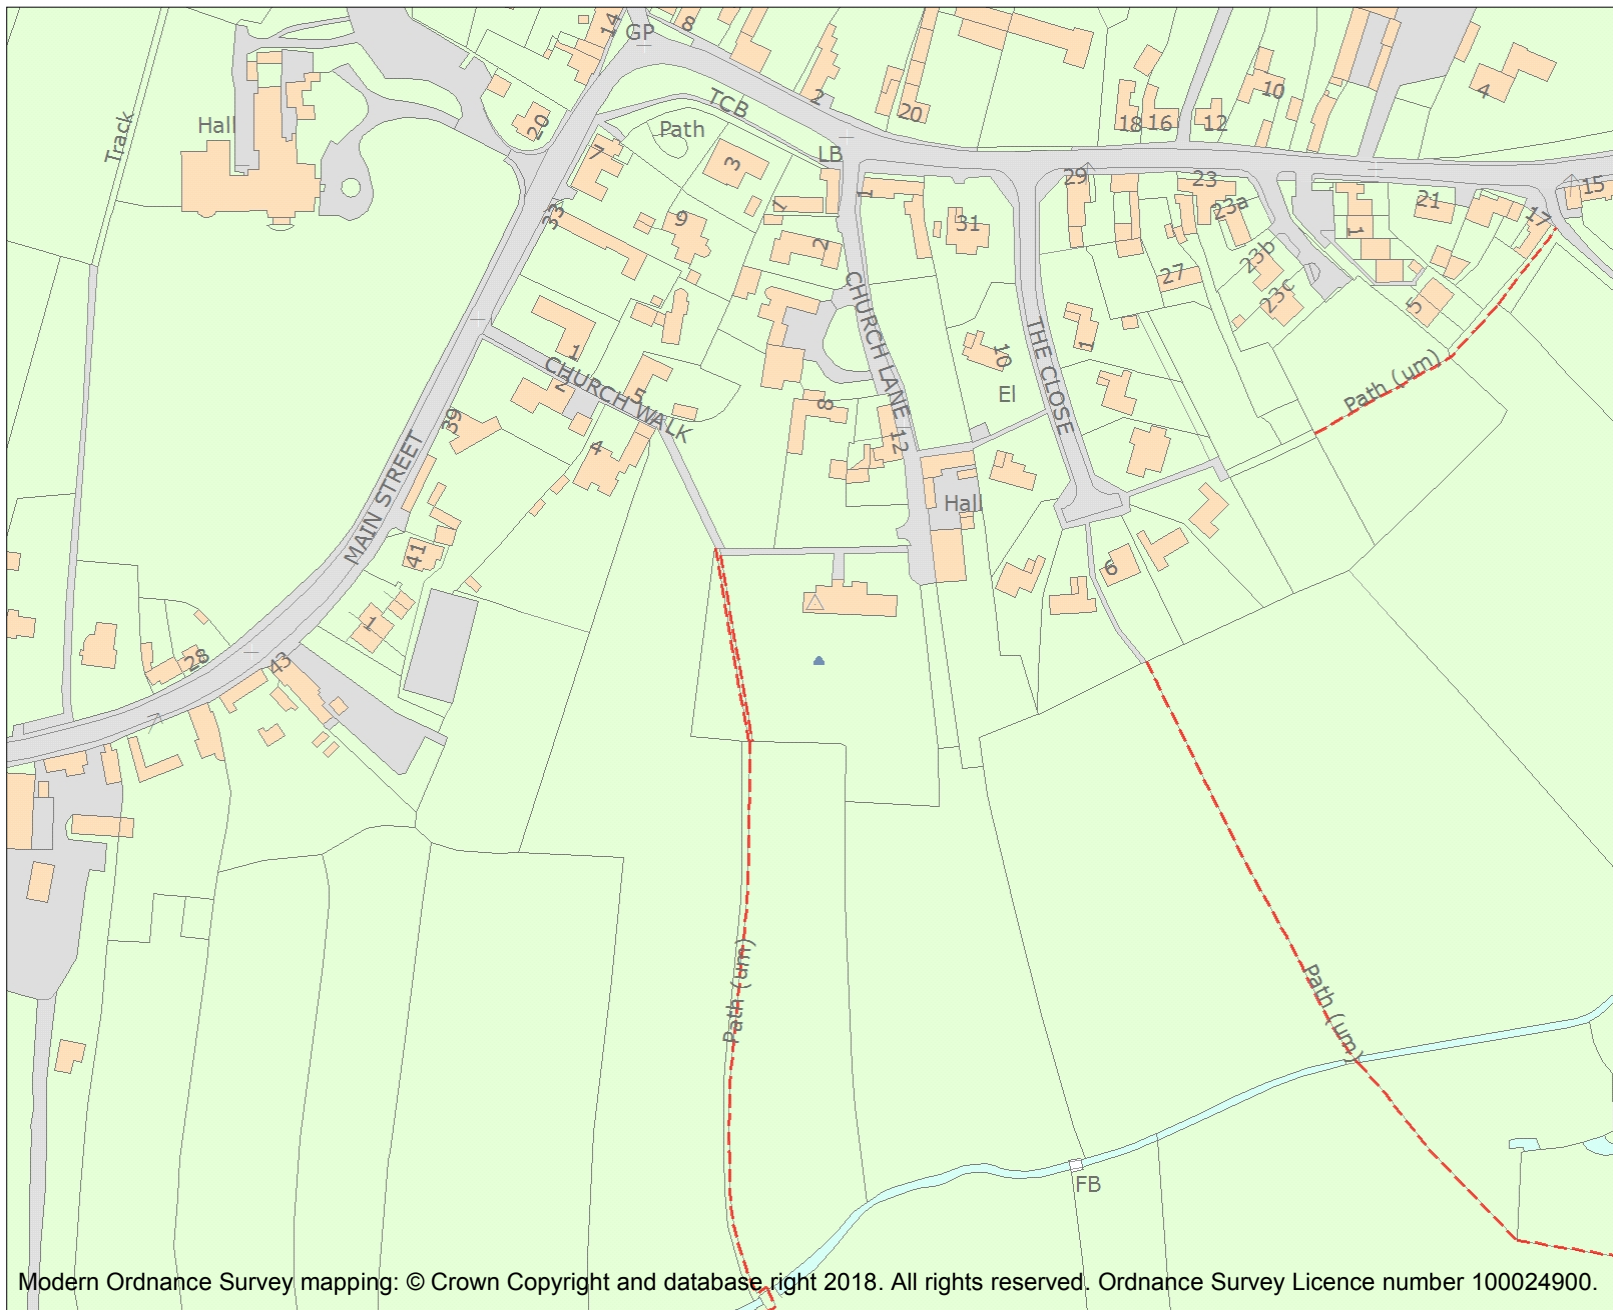 14
GP
8
Track
Hall
20
TCB
Path
2
20
18
16
12
10
4
LB
7
3
1
1
33
9
2
31
29
23
23a
21
15
17
1
23b
27
23c
5
CHURCH LANE
1
CHURCH WALK
2
5
10
El
THE CLOSE
1
Path (um)
39
4
8
12
MAIN STREET
Hall
41
6
1
28
43
Path (um)
Path (um)
FB
Modern Ordnance Survey mapping: © Crown Copyright and database right 2018. All rights reserved. Ordnance Survey Licence number 100024900.